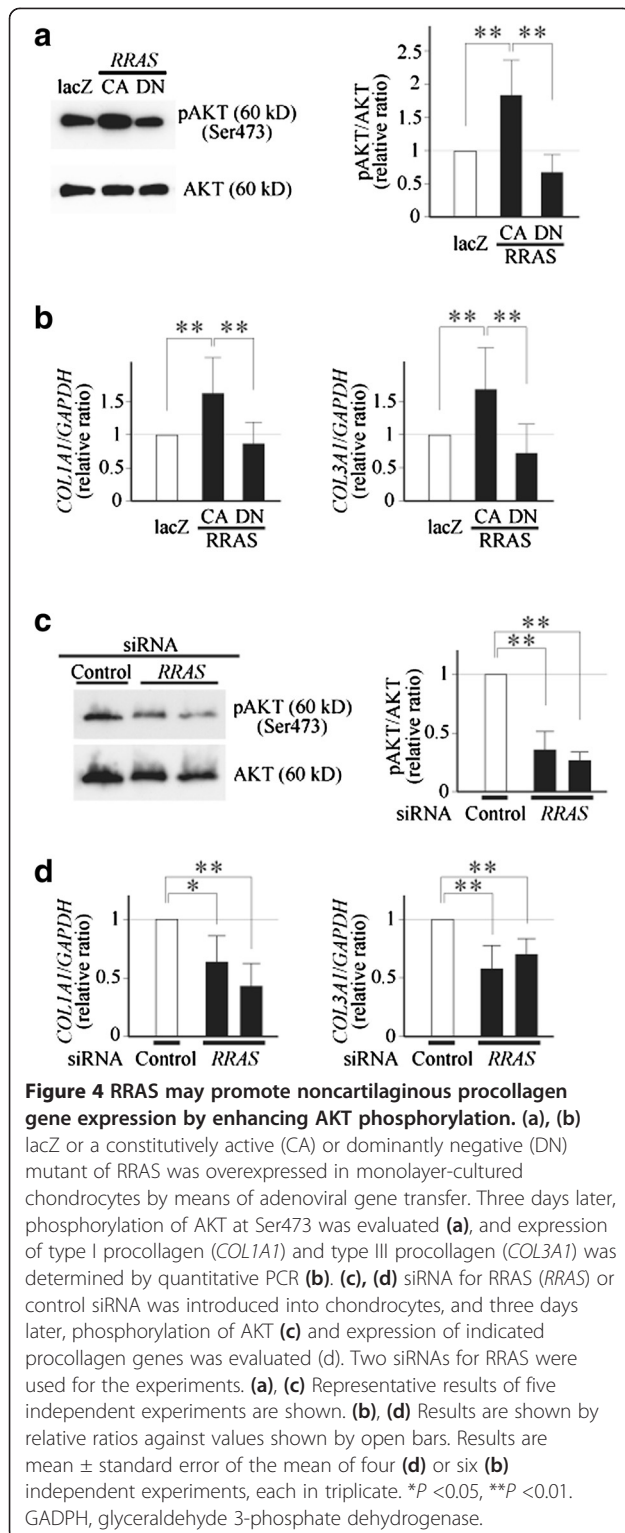 a
RRAS
lacZ CA DN
pAKT (60 kD)
(Ser473)
AKT (60 kD)
** **
pAKT/AKT
(relative ratio)
2.5
2
1.5
1
0.5
0
CA DN
lacZ
RRAS
b
** **
COL1A1/GAPDH
(relative ratio)
1.5
1
0.5
0
CA DN
lacZ
RRAS
** **
COL3A1/GAPDH
(relative ratio)
1.5
1
0.5
0
CA DN
lacZ
RRAS
c
siRNA
Control RRAS
pAKT (60 kD)
(Ser473)
AKT (60 kD)
**
**
pAKT/AKT
(relative ratio)
1
0.5
0
siRNA Control RRAS
d
**
*
COL1A1/GAPDH
(relative ratio)
1
0.5
0
siRNA Control RRAS
**
**
COL3A1/GAPDH
(relative ratio)
1
0.5
0
siRNA Control RRAS
Figure 4 RRAS may promote noncartilaginous procollagen
gene expression by enhancing AKT phosphorylation. (a), (b)
lacZ or a constitutively active (CA) or dominantly negative (DN)
mutant of RRAS was overexpressed in monolayer-cultured
chondrocytes by means of adenoviral gene transfer. Three days later,
phosphorylation of AKT at Ser473 was evaluated (a), and expression
of type I procollagen (COL1A1) and type III procollagen (COL3A1) was
determined by quantitative PCR (b). (c), (d) siRNA for RRAS (RRAS) or
control siRNA was introduced into chondrocytes, and three days
later, phosphorylation of AKT (c) and expression of indicated
procollagen genes was evaluated (d). Two siRNAs for RRAS were
used for the experiments. (a), (c) Representative results of five
independent experiments are shown. (b), (d) Results are shown by
relative ratios against values shown by open bars. Results are
mean ± standard error of the mean of four (d) or six (b)
independent experiments, each in triplicate. *P <0.05, **P <0.01.
GADPH, glyceraldehyde 3-phosphate dehydrogenase.